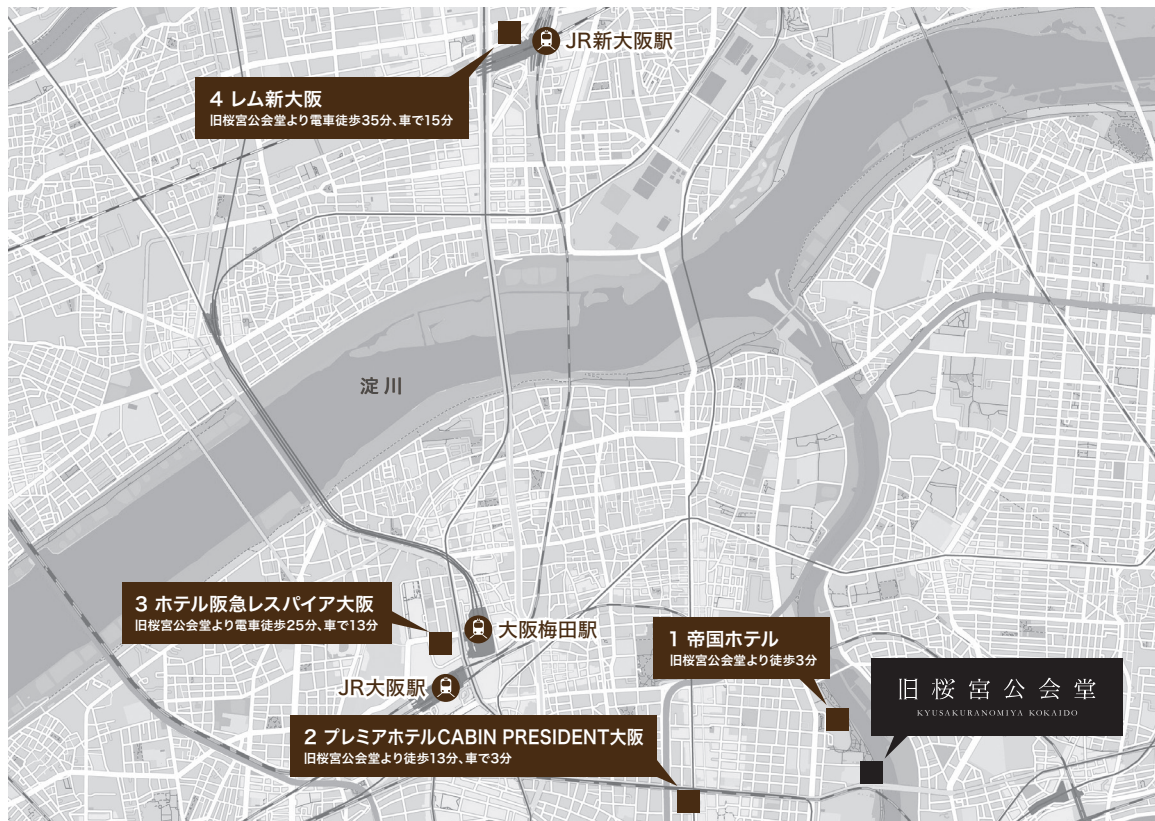 JR新大阪駅
4 レム新大阪
旧桜宮公会堂より電車徒歩35分、車で15分
淀川
3 ホテル阪急レスパイア大阪
旧桜宮公会堂より電車徒歩25分、車で13分
大阪梅田駅
JR大阪駅
1 帝国ホテル
旧桜宮公会堂より徒歩3分
旧桜宮公会堂
KYUSAKURANOMIYA KOKAIDO
2 プレミアホテルCABIN PRESIDENT大阪
旧桜宮公会堂より徒歩13分、車で3分